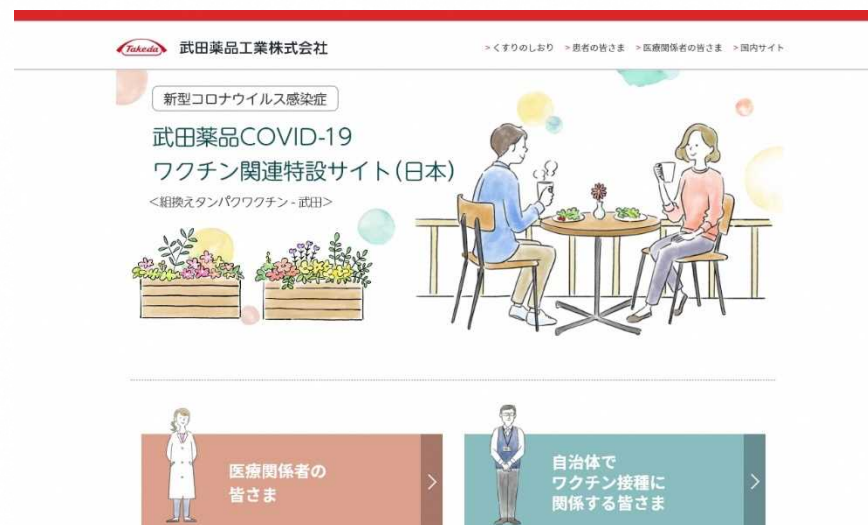 Takeda 武田薬品工業株式会社
>くすりのしおり >患者の皆さま >医療関係者の皆さま >国内サイト
新型コロナウイルス感染症
武田薬品COVID-19
ワクチン関連特設サイト(日本)
<組換えタンパクワクチン - 武田>
医療関係者の
皆さま
自治体で
ワクチン接種に
関係する皆さま